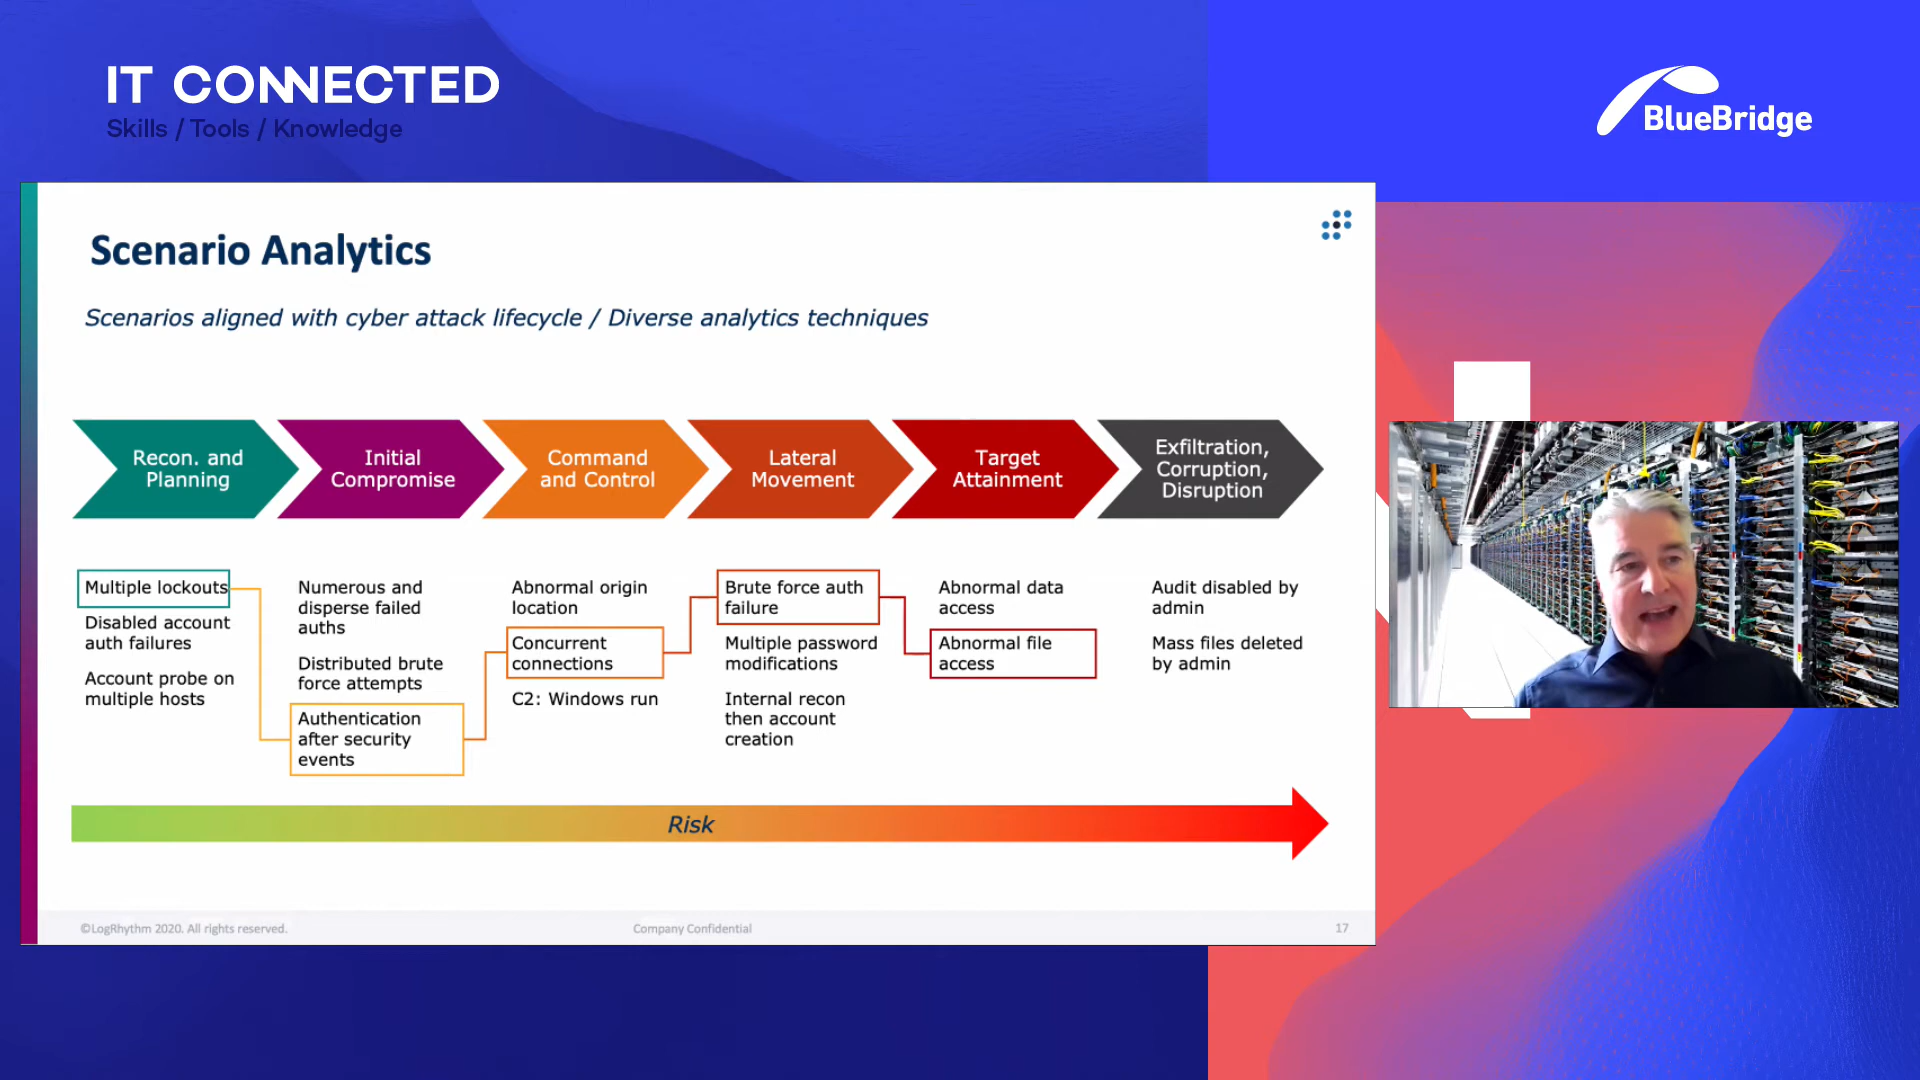 IT CONNECTED
Skills / Tools / Knowledge
BlueBridge
Scenario Analytics
Scenarios aligned with cyber attack lifecycle / Diverse analytics techniques
Recon. and
Planning
Initial
Compromise
Command
and Control
Lateral
Movement
Target
Attainment
Exfiltration,
Corruption,
Disruption
Multiple lockouts
Disabled account
auth failures
Account probe on
multiple hosts
Numerous and
disperse failed
auths
Distributed brute
force attempts
Authentication
after security
events
Abnormal origin
location
Concurrent
connections
C2: Windows run
Brute force auth
failure
Multiple password
modifications
Internal recon
then account
creation
Abnormal data
access
Abnormal file
access
Audit disabled by
admin
Mass files deleted
by admin
Risk
©LogRhythm 2020. All rights reserved.
Company Confidential
17